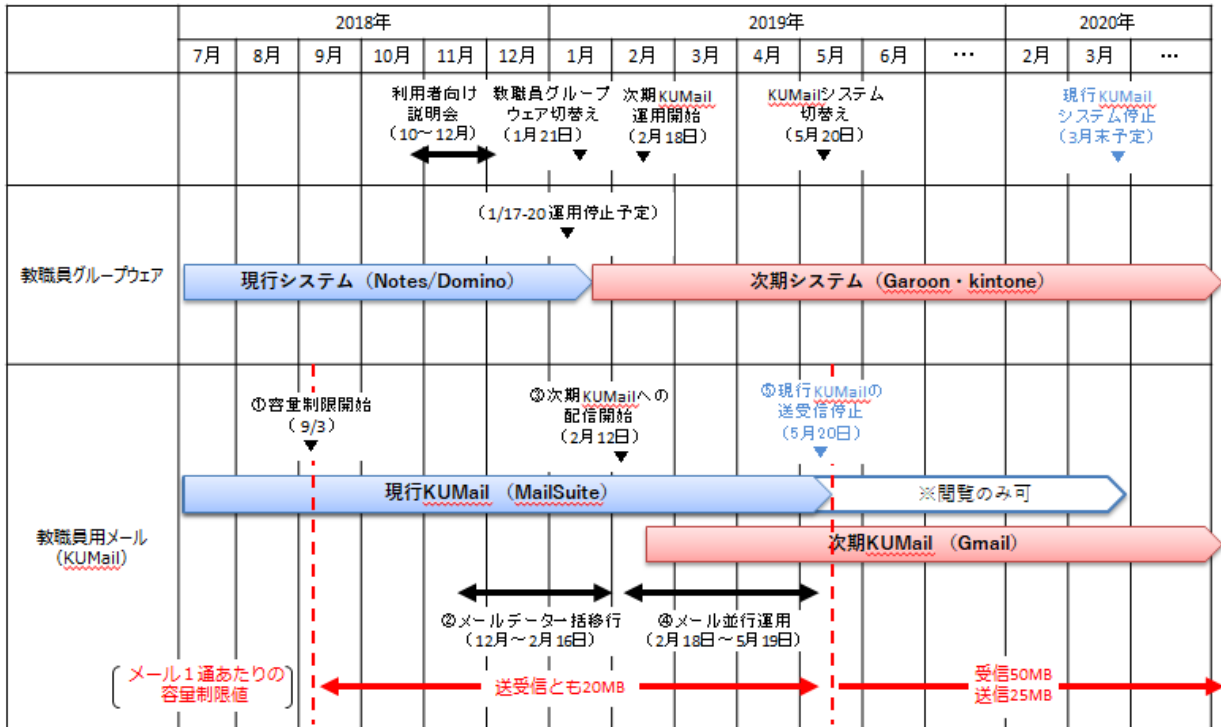 2018年 2019年 2020年
7月 8月 9月 10月 11月 12月 1月 2月 3月 4月 5月 6月 … 2月 3月 …
利用者向け
説明会
(10~12月)
教職員グループ
ウェア切替え
(1月21日)
次期KUMail
運用開始
(2月18日)
KUMailシステム
切替え
(5月20日)
現行KUMail
システム停止
(3月末予定)
(1/17-20運用停止予定)
教職員グループウェア
現行システム(Notes/Domino)
次期システム(Garoon・kintone)
①容量制限開始
(9/3)
③次期KUMailへの
配信開始
(2月12日)
⑤現行KUMailの
送受信停止
(5月20日)
現行KUMail (MailSuite)
※閲覧のみ可
教職員用メール
(KUMail)
次期KUMail (Gmail)
②メールデータ一括移行
(12月~2月16日)
④メール並行運用
(2月18日~5月19日)
メール1通あたりの
容量制限値
送受信とも20MB
受信50MB
送信25MB